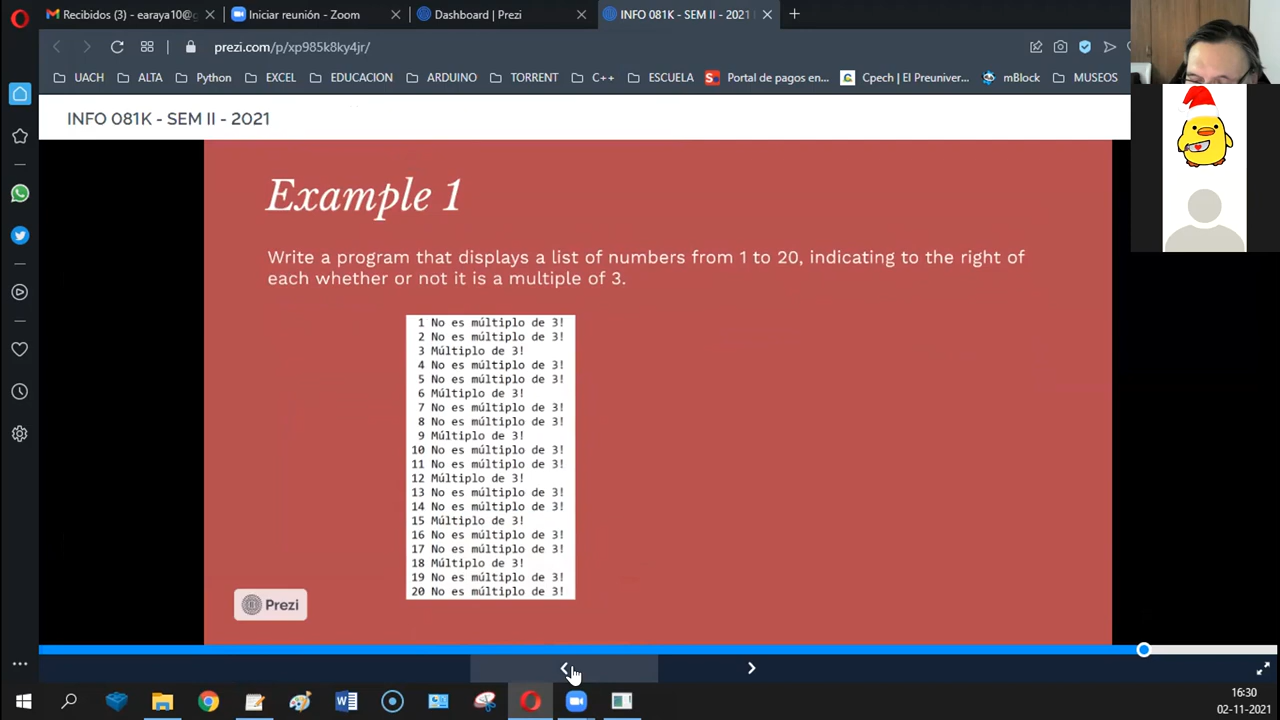 Recibidos (3) - earaya10@g
Iniciar reunión - Zoom
Dashboard | Prezi
INFO 081K - SEM II - 2021
prezi.com/p/xp985k8ky4jr/
UACH
ALTA
Python
EXCEL
EDUCACION
ARDUINO
TORRENT
C++
ESCUELA
Portal de pagos en...
Cpech | El Preuniver...
mBlock
MUSEOS
INFO 081K - SEM II - 2021
Example 1
Write a program that displays a list of numbers from 1 to 20, indicating to the right of
each whether or not it is a multiple of 3.
1 No es múltiplo de 3!
2 No es múltiplo de 3!
3 Múltiplo de 3!
4 No es múltiplo de 3!
5 No es múltiplo de 3!
6 Múltiplo de 3!
7 No es múltiplo de 3!
8 No es múltiplo de 3!
9 Múltiplo de 3!
10 No es múltiplo de 3!
11 No es múltiplo de 3!
12 Múltiplo de 3!
13 No es múltiplo de 3!
14 No es múltiplo de 3!
15 Múltiplo de 3!
16 No es múltiplo de 3!
17 No es múltiplo de 3!
18 Múltiplo de 3!
19 No es múltiplo de 3!
20 No es múltiplo de 3!
Prezi
16:30
02-11-2021